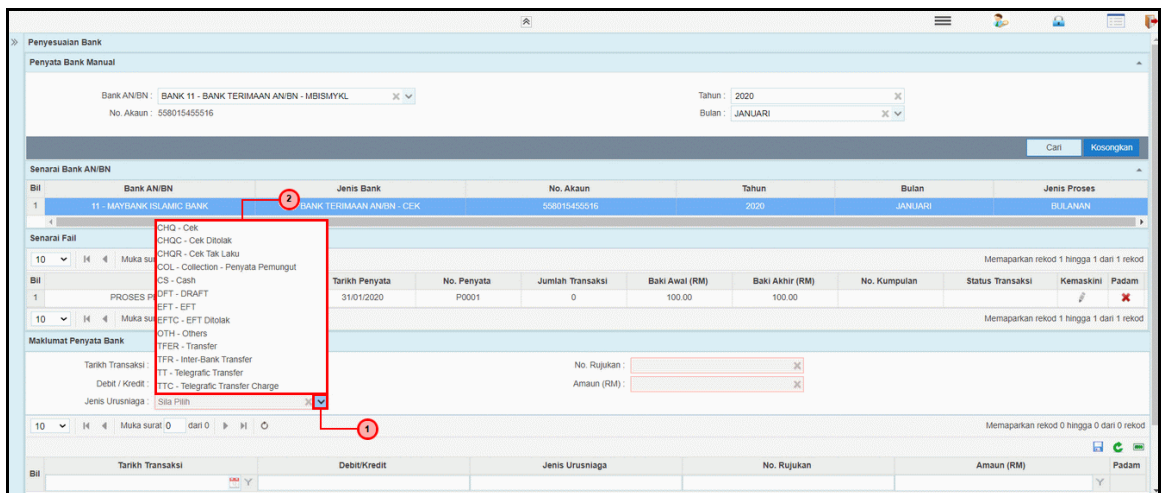 Penyesuaian Bank
Penyata Bank Manual
Bank AN/BN : BANK 11 - BANK TERIMAAN AN/BN - MBISMYKL Tahun : 2020
No. Akaun : 558015455516 Bulan : JANUARI
Cari Kosongkan
Senarai Bank AN/BN
Bil Bank AN/BN Jenis Bank No. Akaun Tahun Bulan Jenis Proses
1 11 - MAYBANK ISLAMIC BANK BANK TERIMAAN AN/BN - CEK 558015455516 2020 JANUARI BULANAN
2
CHQ - Cek
CHQC - Cek Ditolak
CHQR - Cek Tak Laku
COL - Collection - Penyata Pemungut
CS - Cash
DFT - DRAFT
EFT - EFT
EFTC - EFT Ditolak
OTH - Others
TFER - Transfer
TFR - Inter-Bank Transfer
TT - Telegrafic Transfer
TTC - Telegrafic Transfer Charge
Senarai Fail
10 Muka sur Memaparkan rekod 1 hingga 1 dari 1 rekod
Bil Tarikh Penyata No. Penyata Jumlah Transaksi Baki Awal (RM) Baki Akhir (RM) No. Kumpulan Status Transaksi Kemaskini Padam
1 PROSES P 31/01/2020 P0001 0 100.00 100.00
10 Muka sur Memaparkan rekod 1 hingga 1 dari 1 rekod
Maklumat Penyata Bank
Tarikh Transaksi : No. Rujukan :
Debit / Kredit : Amaun (RM) :
Jenis Urusniaga : Sila Pilih
1
10 Muka surat 0 dari 0 Memaparkan rekod 0 hingga 0 dari 0 rekod
Bil Tarikh Transaksi Debit/Kredit Jenis Urusniaga No. Rujukan Amaun (RM) Padam